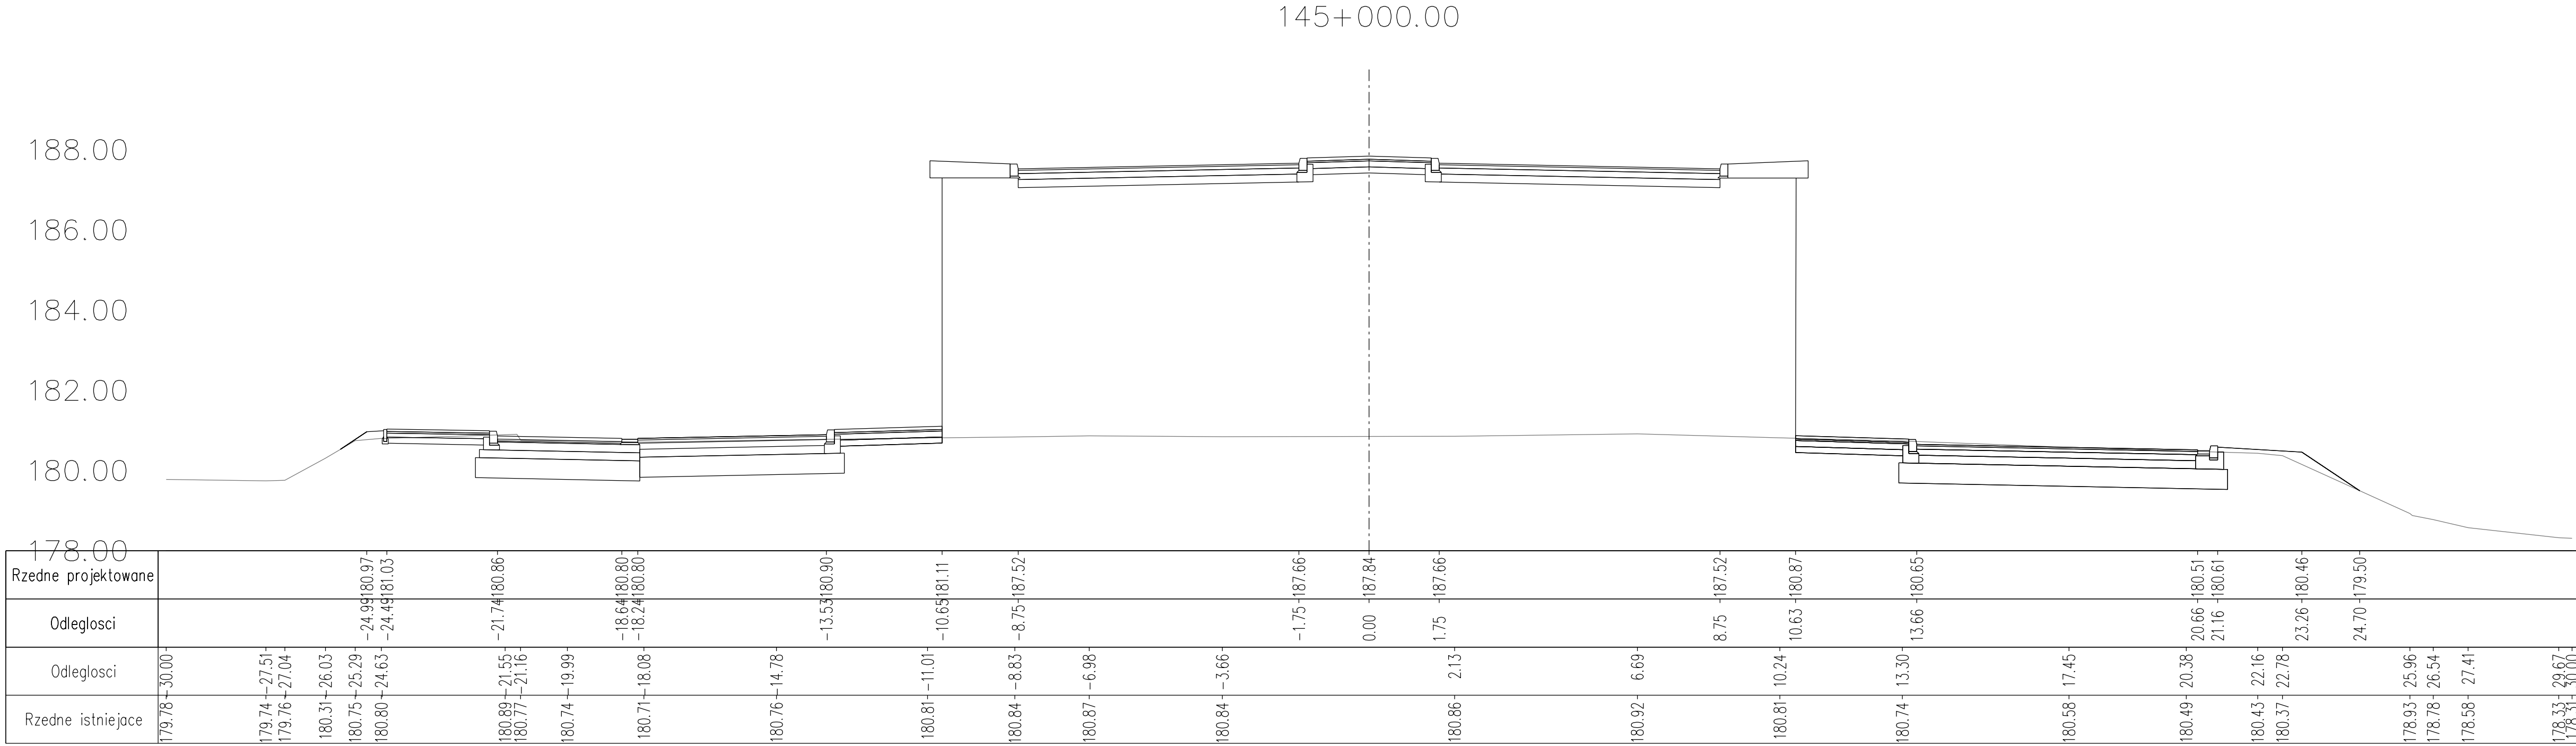 145+000.00
188.00
186.00
184.00
182.00
180.00
178.00
Rzedne projektowane 180.97 181.03 180.86 180.80 180.80 180.90 181.11 187.52 187.66 187.84 187.66 187.52 180.87 180.65 180.51 180.61 180.46 179.50
Odleglosci -24.99 -24.49 -21.74 -18.64 -18.24 -13.53 -10.65 -8.75 -1.75 0.00 1.75 8.75 10.63 13.66 20.66 21.16 23.26 24.70
Odleglosci -30.00 -27.51 -27.04 -26.03 -25.29 -24.63 -21.55 -21.16 -19.99 -18.08 -14.78 -11.01 -8.83 -6.98 -3.66 2.13 6.69 10.24 13.30 17.45 20.38 22.16 22.78 25.96 26.54 27.41 29.67 30.00
Rzedne istniejace 179.78 179.74 179.76 180.31 180.75 180.80 180.89 180.77 180.74 180.71 180.76 180.81 180.84 180.87 180.84 180.86 180.92 180.81 180.74 180.58 180.49 180.43 180.37 178.93 178.78 178.58 178.33 178.31